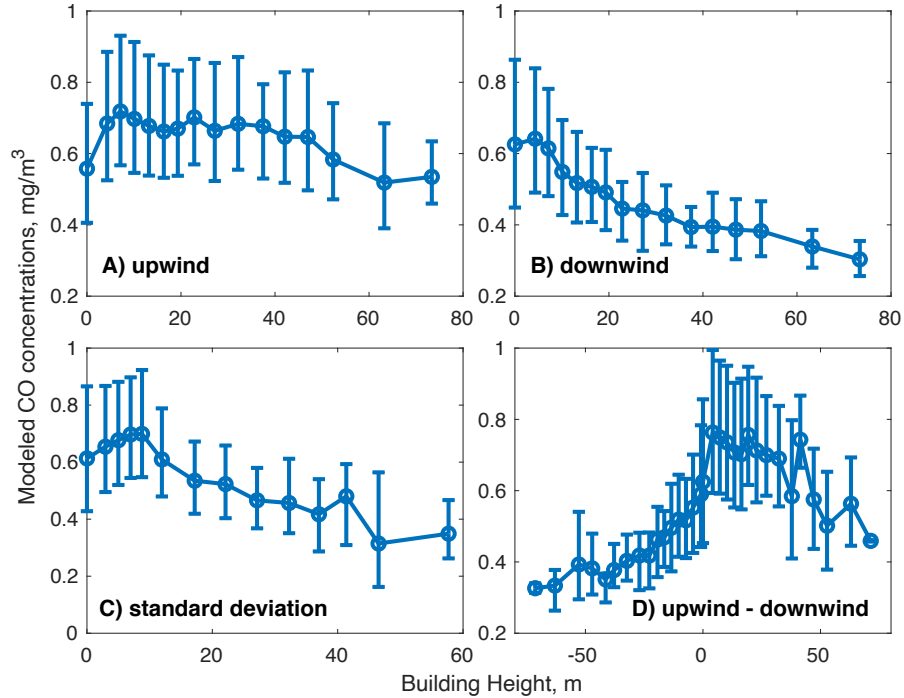 Modeled CO concentrations, mg/m³
1
0.8
0.6
0.4
0.2
A) upwind
0 20 40 60 80
1
0.8
0.6
0.4
0.2
B) downwind
0 20 40 60 80
1
0.8
0.6
0.4
0.2
0
C) standard deviation
0 20 40 60
1
0.8
0.6
0.4
0.2
D) upwind - downwind
-50 0 50
Building Height, m